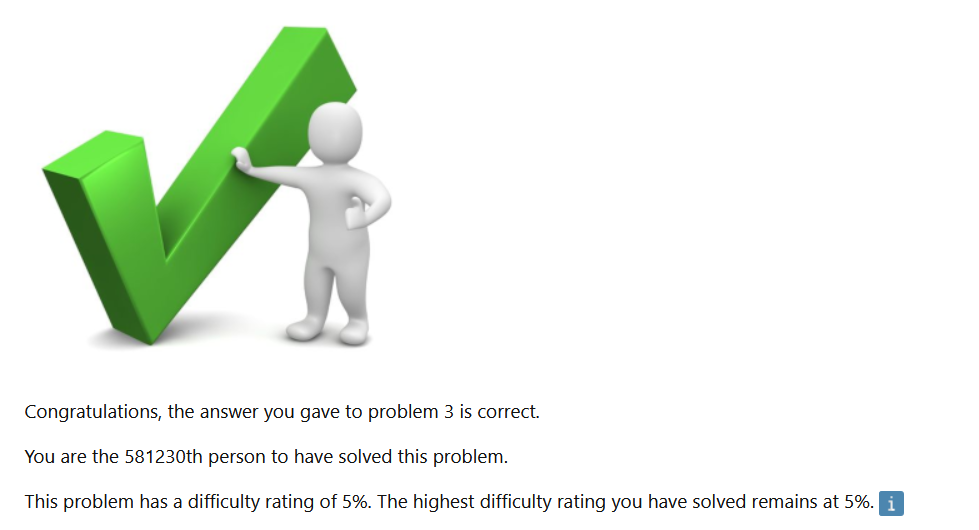 Congratulations, the answer you gave to problem 3 is correct.
You are the 581230th person to have solved this problem.
This problem has a difficulty rating of 5%. The highest difficulty rating you have solved remains at 5%. i